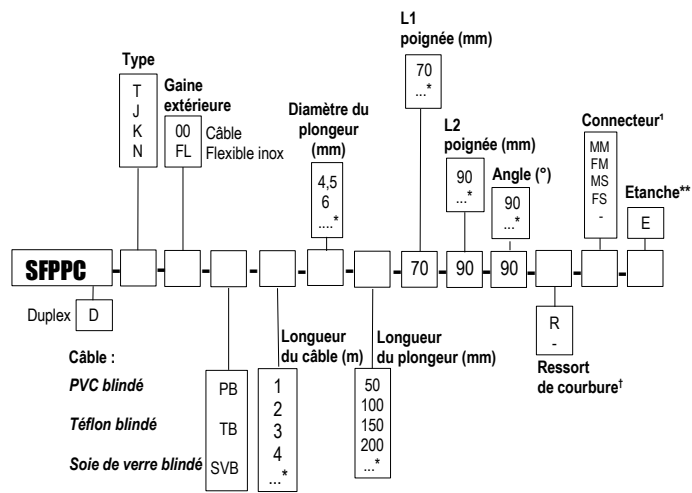 L1
poignée (mm)
70
...*
Type
T
J
K
N
Gaine
extérieure
00
FL
Câble
Flexible inox
Diamètre du
plongeur
(mm)
4,5
6
....*
L2
poignée (mm)
90
...*
Angle (°)
90
...*
Connecteur¹
MM
FM
MS
FS
-
Etanche**
E
SFPPC - - - - - - - 70 - 90 - 90 - - -
Duplex D
Câble :
PVC blindé
Téflon blindé
Soie de verre blindé
PB
TB
SVB
Longueur
du câble (m)
1
2
3
4
...*
Longueur
du plongeur (mm)
50
100
150
200
...*
R
-
Ressort
de courbure†